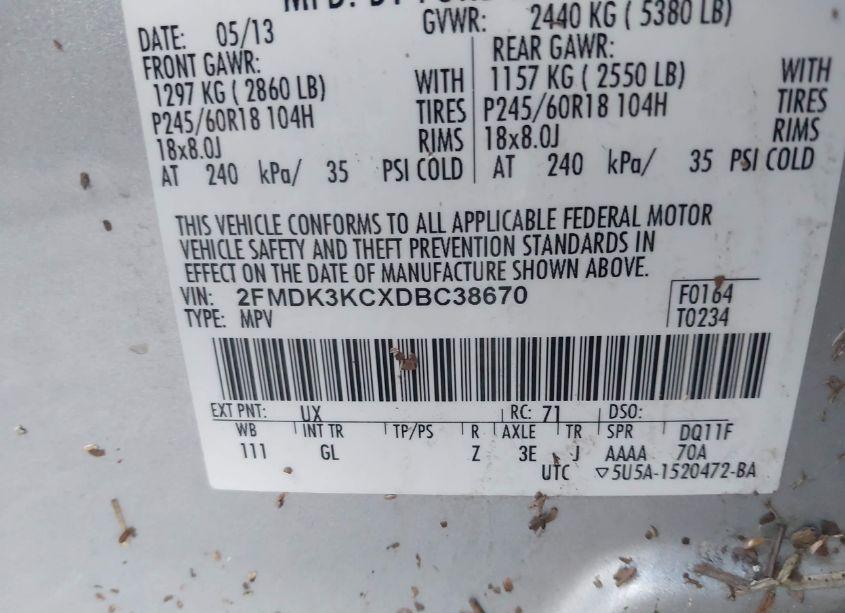 MFD. BY FORD
DATE: 05/13 GVWR: 2440 KG ( 5380 LB)
FRONT GAWR: REAR GAWR:
1297 KG ( 2860 LB) WITH 1157 KG ( 2550 LB) WITH
P245/60R18 104H TIRES P245/60R18 104H TIRES
18x8.0J RIMS 18x8.0J RIMS
AT 240 kPa/ 35 PSI COLD AT 240 kPa/ 35 PSI COLD
THIS VEHICLE CONFORMS TO ALL APPLICABLE FEDERAL MOTOR
VEHICLE SAFETY AND THEFT PREVENTION STANDARDS IN
EFFECT ON THE DATE OF MANUFACTURE SHOWN ABOVE.
VIN: 2FMDK3KCXDBC38670 F0164
TYPE: MPV T0234
EXT PNT: UX RC: 71 DSO:
WB INT TR TP/PS R AXLE TR SPR DQ11F
111 GL Z 3E J AAAA 70A
UTC ▽5U5A-1520472-BA